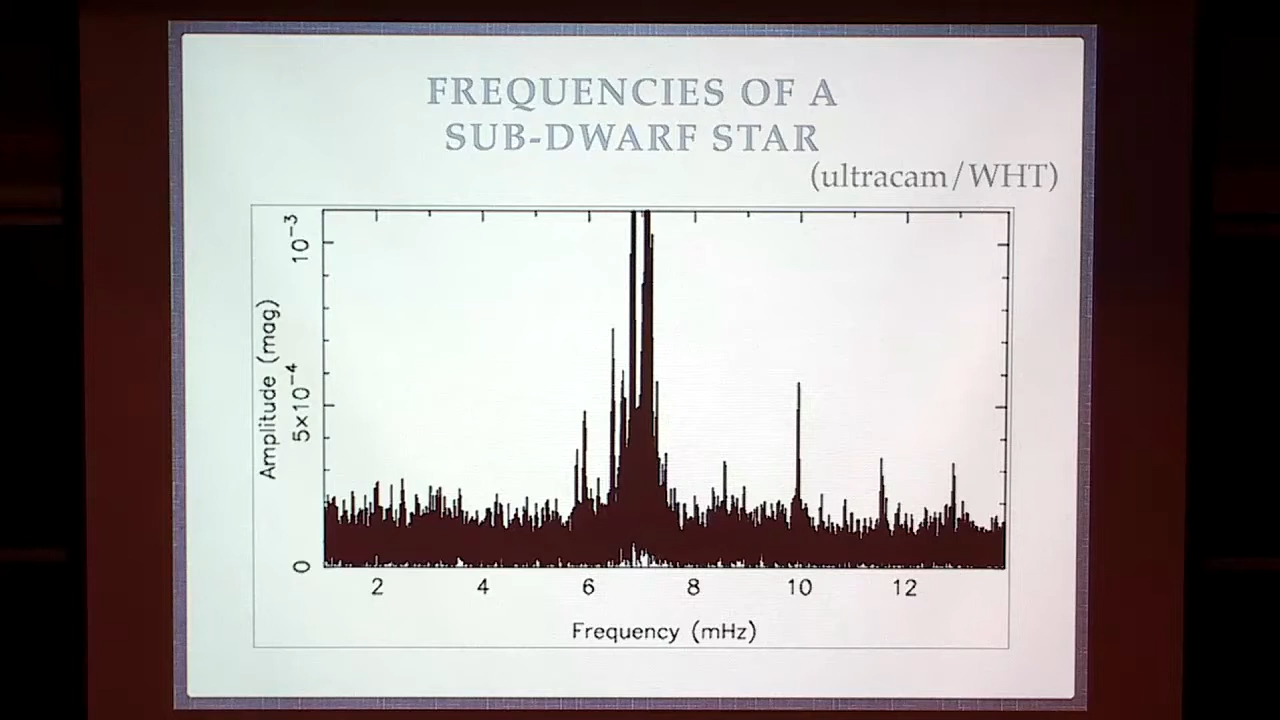 FREQUENCIES OF A
SUB-DWARF STAR
(ultracam/WHT)
Amplitude (mag)
10⁻³
5×10⁻⁴
0
2 4 6 8 10 12
Frequency (mHz)